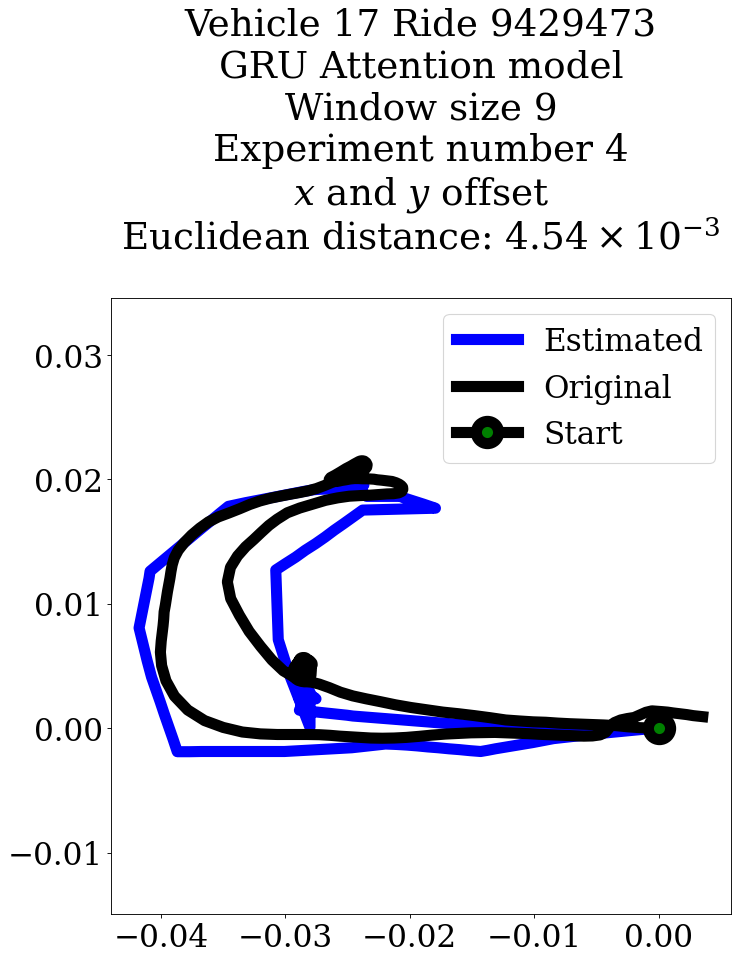 Vehicle 17 Ride 9429473
GRU Attention model
Window size 9
Experiment number 4
x and y offset
Euclidean distance: 4.54 × 10⁻³
Estimated
Original
Start
0.03
0.02
0.01
0.00
−0.01
−0.04 −0.03 −0.02 −0.01 0.00